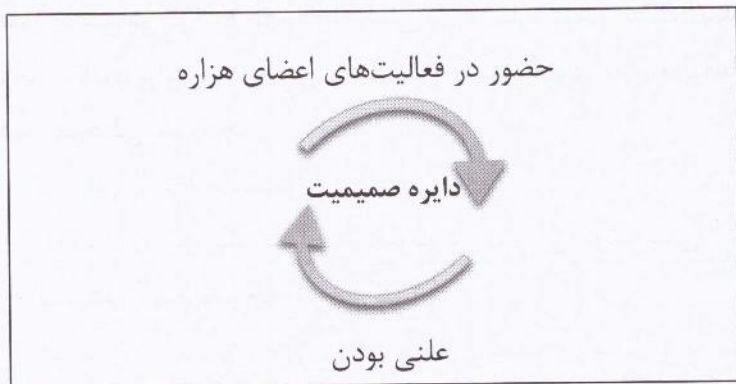 حضور در فعالیت‌های اعضای هزاره
دایره صمیمیت
علنی بودن